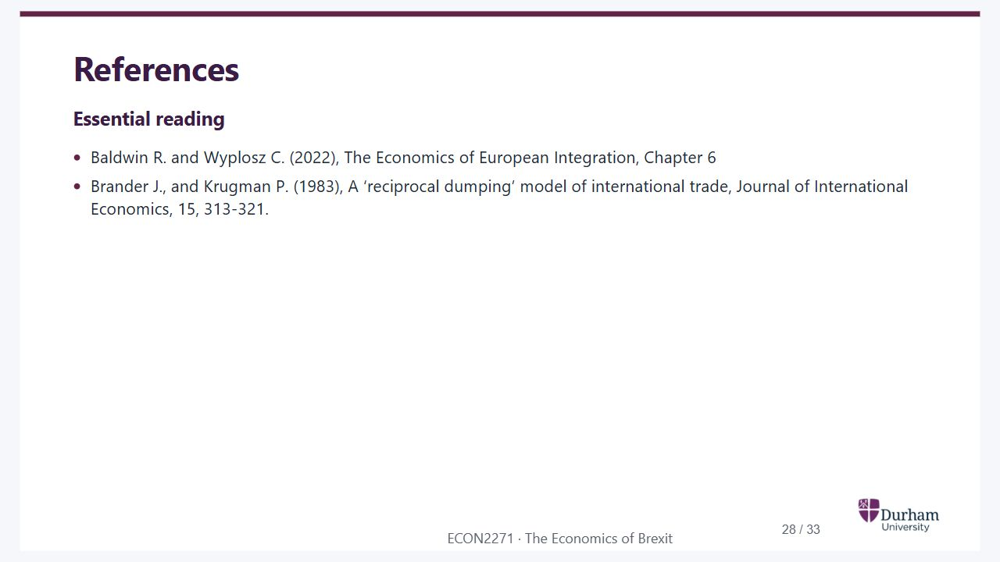 References
Essential reading
• Baldwin R. and Wyplosz C. (2022), The Economics of European Integration, Chapter 6
• Brander J., and Krugman P. (1983), A ‘reciprocal dumping’ model of international trade, Journal of International
Economics, 15, 313-321.
ECON2271 · The Economics of Brexit
28 / 33
Durham
University